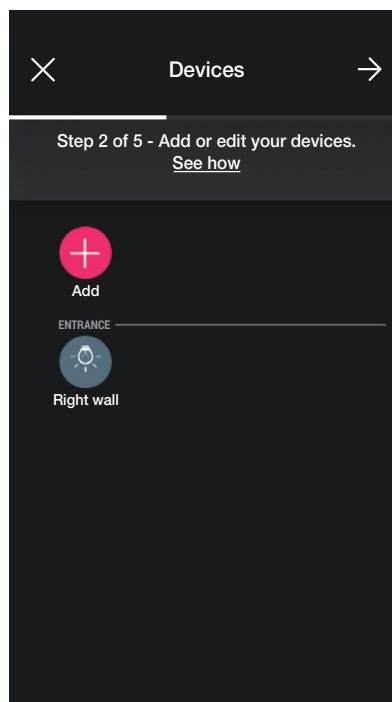 Devices
Step 2 of 5 - Add or edit your devices.
See how
Add
ENTRANCE
Right wall